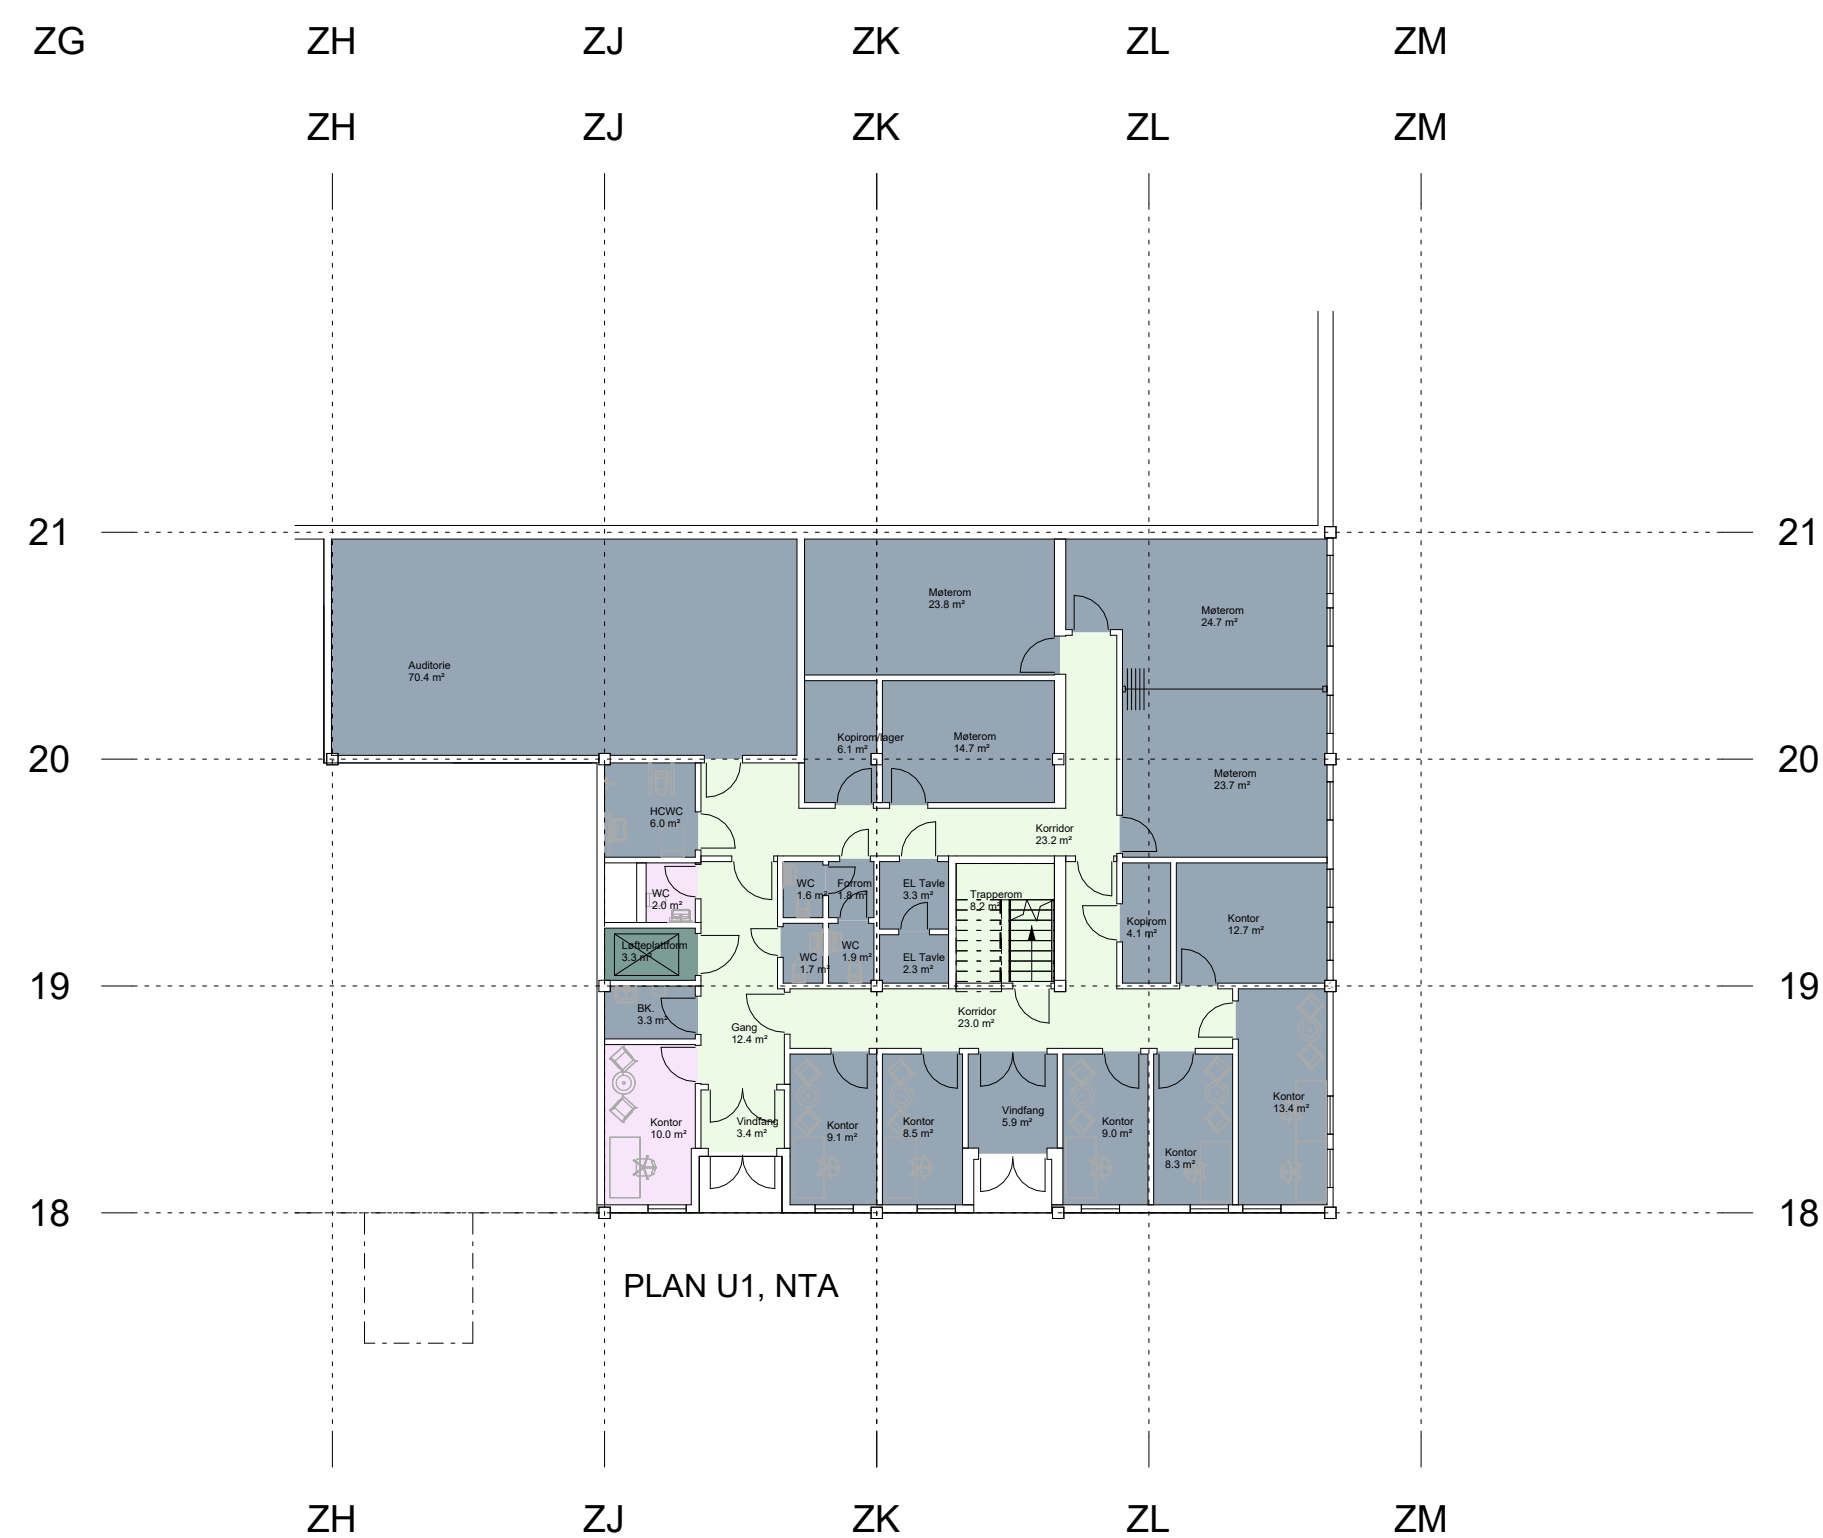 ZG ZH ZJ ZK ZL ZM
ZH ZJ ZK ZL ZM
21 21
Møterom
23.8 m²
Møterom
24.7 m²
Auditorie
70.4 m²
Kopirom/lager
6.1 m²
Møterom
14.7 m²
20 20
Møterom
23.7 m²
HCWC
6.0 m²
Korridor
23.2 m²
WC
2.0 m²
WC
1.6 m²
Forrom
1.8 m²
EL Tavle
3.3 m²
Trapperom
8.2 m²
Kopirom
4.1 m²
Kontor
12.7 m²
Løfteplattform
3.3 m²
WC
1.7 m²
WC
1.9 m²
EL Tavle
2.3 m²
19 19
BK.
3.3 m²
Gang
12.4 m²
Korridor
23.0 m²
Kontor
10.0 m²
Vindfang
3.4 m²
Kontor
9.1 m²
Kontor
8.5 m²
Vindfang
5.9 m²
Kontor
9.0 m²
Kontor
8.3 m²
Kontor
13.4 m²
18 18
PLAN U1, NTA
ZH ZJ ZK ZL ZM